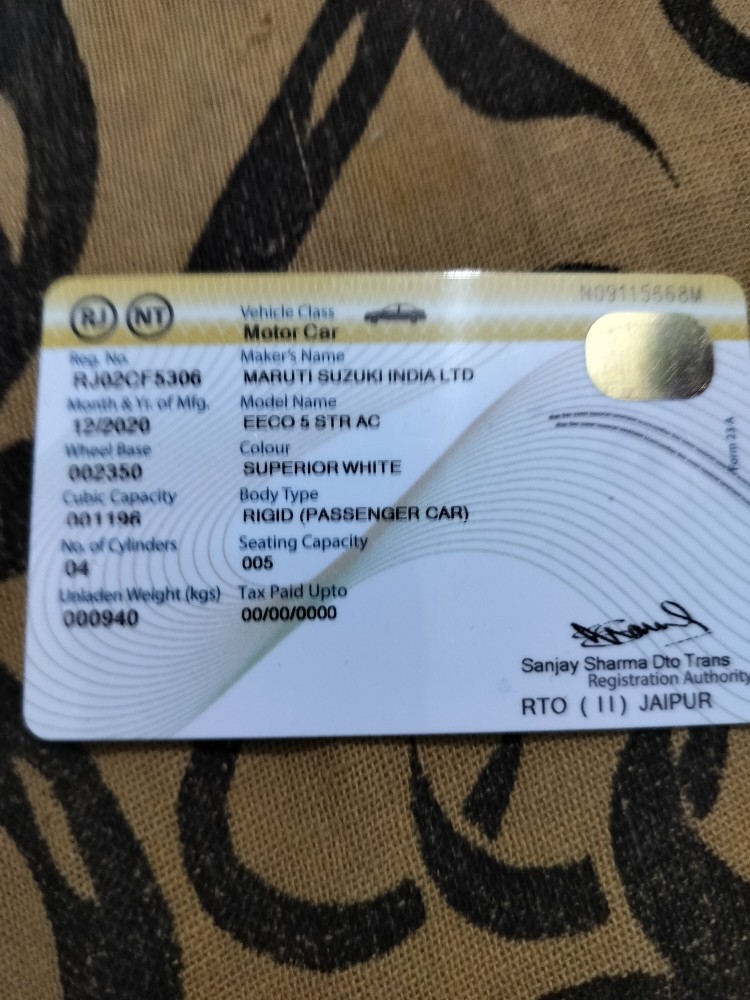 RJ NT
N09115668M
Vehicle Class
Motor Car
Reg. No.
RJ02CF5306
Maker's Name
MARUTI SUZUKI INDIA LTD
Month & Yr. of Mfg.
12/2020
Model Name
EECO 5 STR AC
Wheel Base
002350
Colour
SUPERIOR WHITE
Cubic Capacity
001196
Body Type
RIGID (PASSENGER CAR)
No. of Cylinders
04
Seating Capacity
005
Unladen Weight (kgs)
000940
Tax Paid Upto
00/00/0000
Form 23 A
Sanjay Sharma Dto Trans
Registration Authority
RTO ( II) JAIPUR